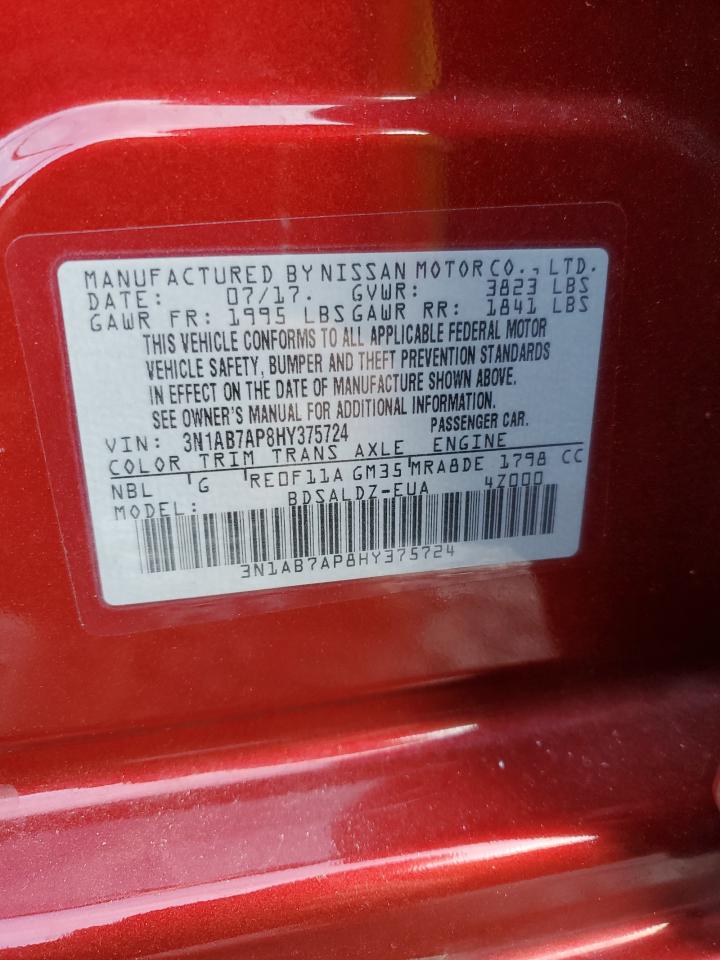 MANUFACTURED BY NISSAN MOTOR CO., LTD.
DATE: 07/17. GVWR: 3823 LBS
GAWR FR: 1995 LBS GAWR RR: 1841 LBS
THIS VEHICLE CONFORMS TO ALL APPLICABLE FEDERAL MOTOR
VEHICLE SAFETY, BUMPER AND THEFT PREVENTION STANDARDS
IN EFFECT ON THE DATE OF MANUFACTURE SHOWN ABOVE.
SEE OWNER'S MANUAL FOR ADDITIONAL INFORMATION.
VIN: 3N1AB7AP8HY375724 PASSENGER CAR.
COLOR TRIM TRANS AXLE ENGINE
NBL G RE0F11A GM35 MRA8DE 1798 CC
MODEL: BDSALDZ-EUA 4Z000
3N1AB7AP8HY375724